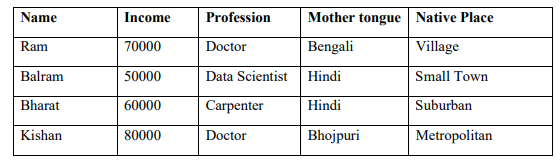 Name Income Profession Mother tongue Native Place
Ram 70000 Doctor Bengali Village
Balram 50000 Data Scientist Hindi Small Town
Bharat 60000 Carpenter Hindi Suburban
Kishan 80000 Doctor Bhojpuri Metropolitan